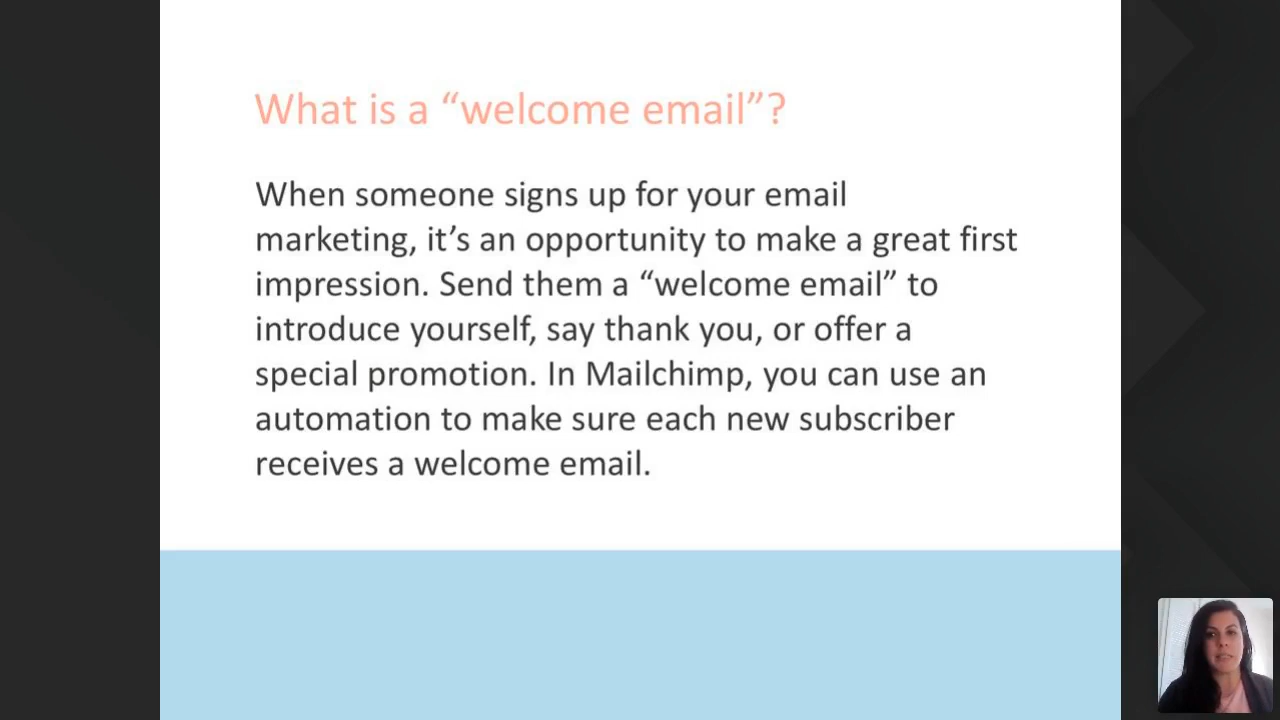 What is a “welcome email”?
When someone signs up for your email
marketing, it’s an opportunity to make a great first
impression. Send them a “welcome email” to
introduce yourself, say thank you, or offer a
special promotion. In Mailchimp, you can use an
automation to make sure each new subscriber
receives a welcome email.